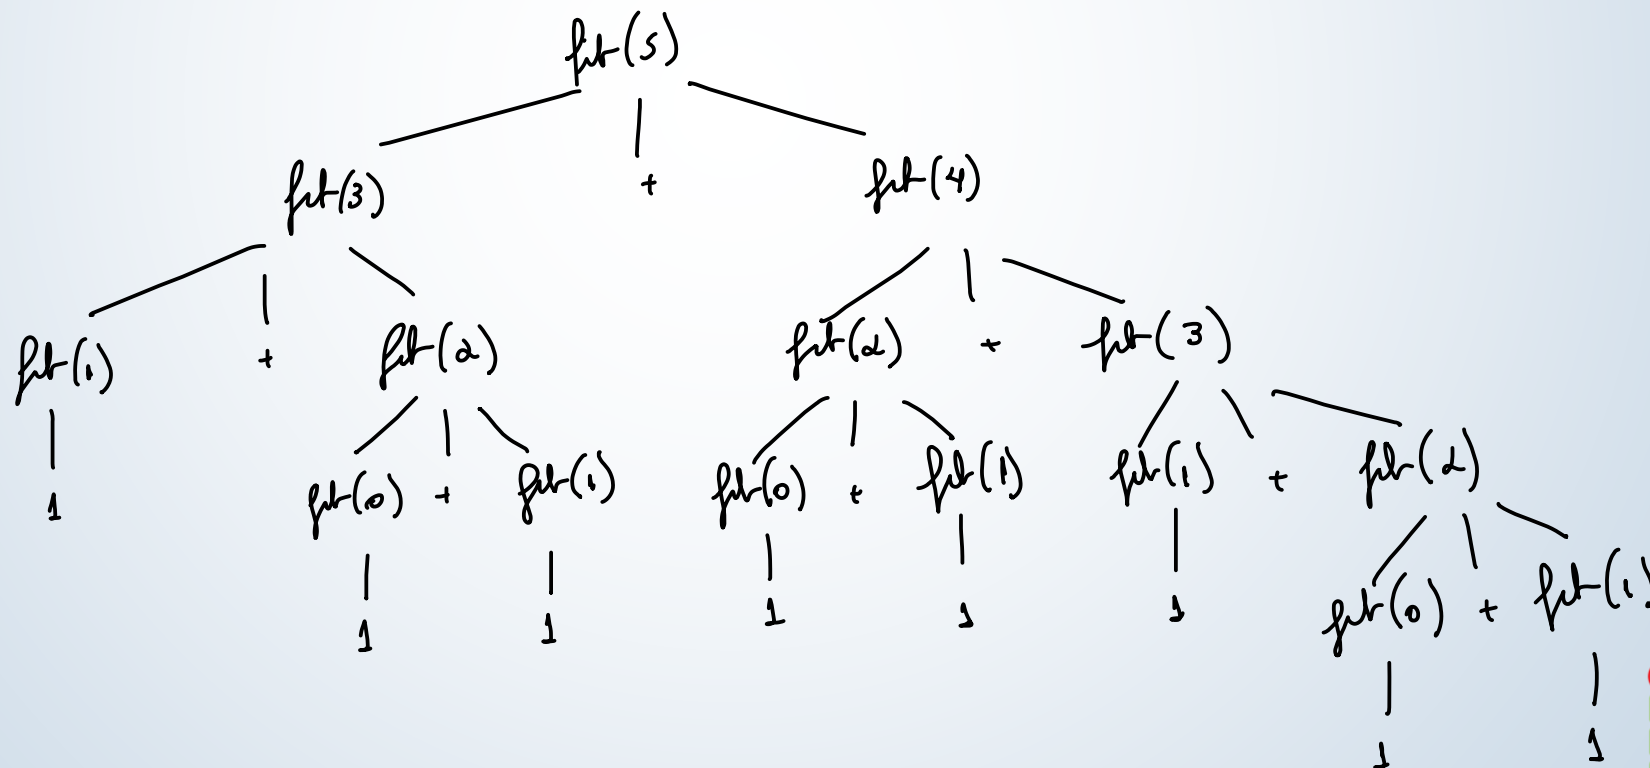 fib(5)
fib(3) + fib(4)
fib(1) + fib(2) fib(2) + fib(3)
fib(0) + fib(1) fib(0) + fib(1) fib(1) + fib(2)
1
1 1 1 1 1 fib(0) + fib(1)
1 1